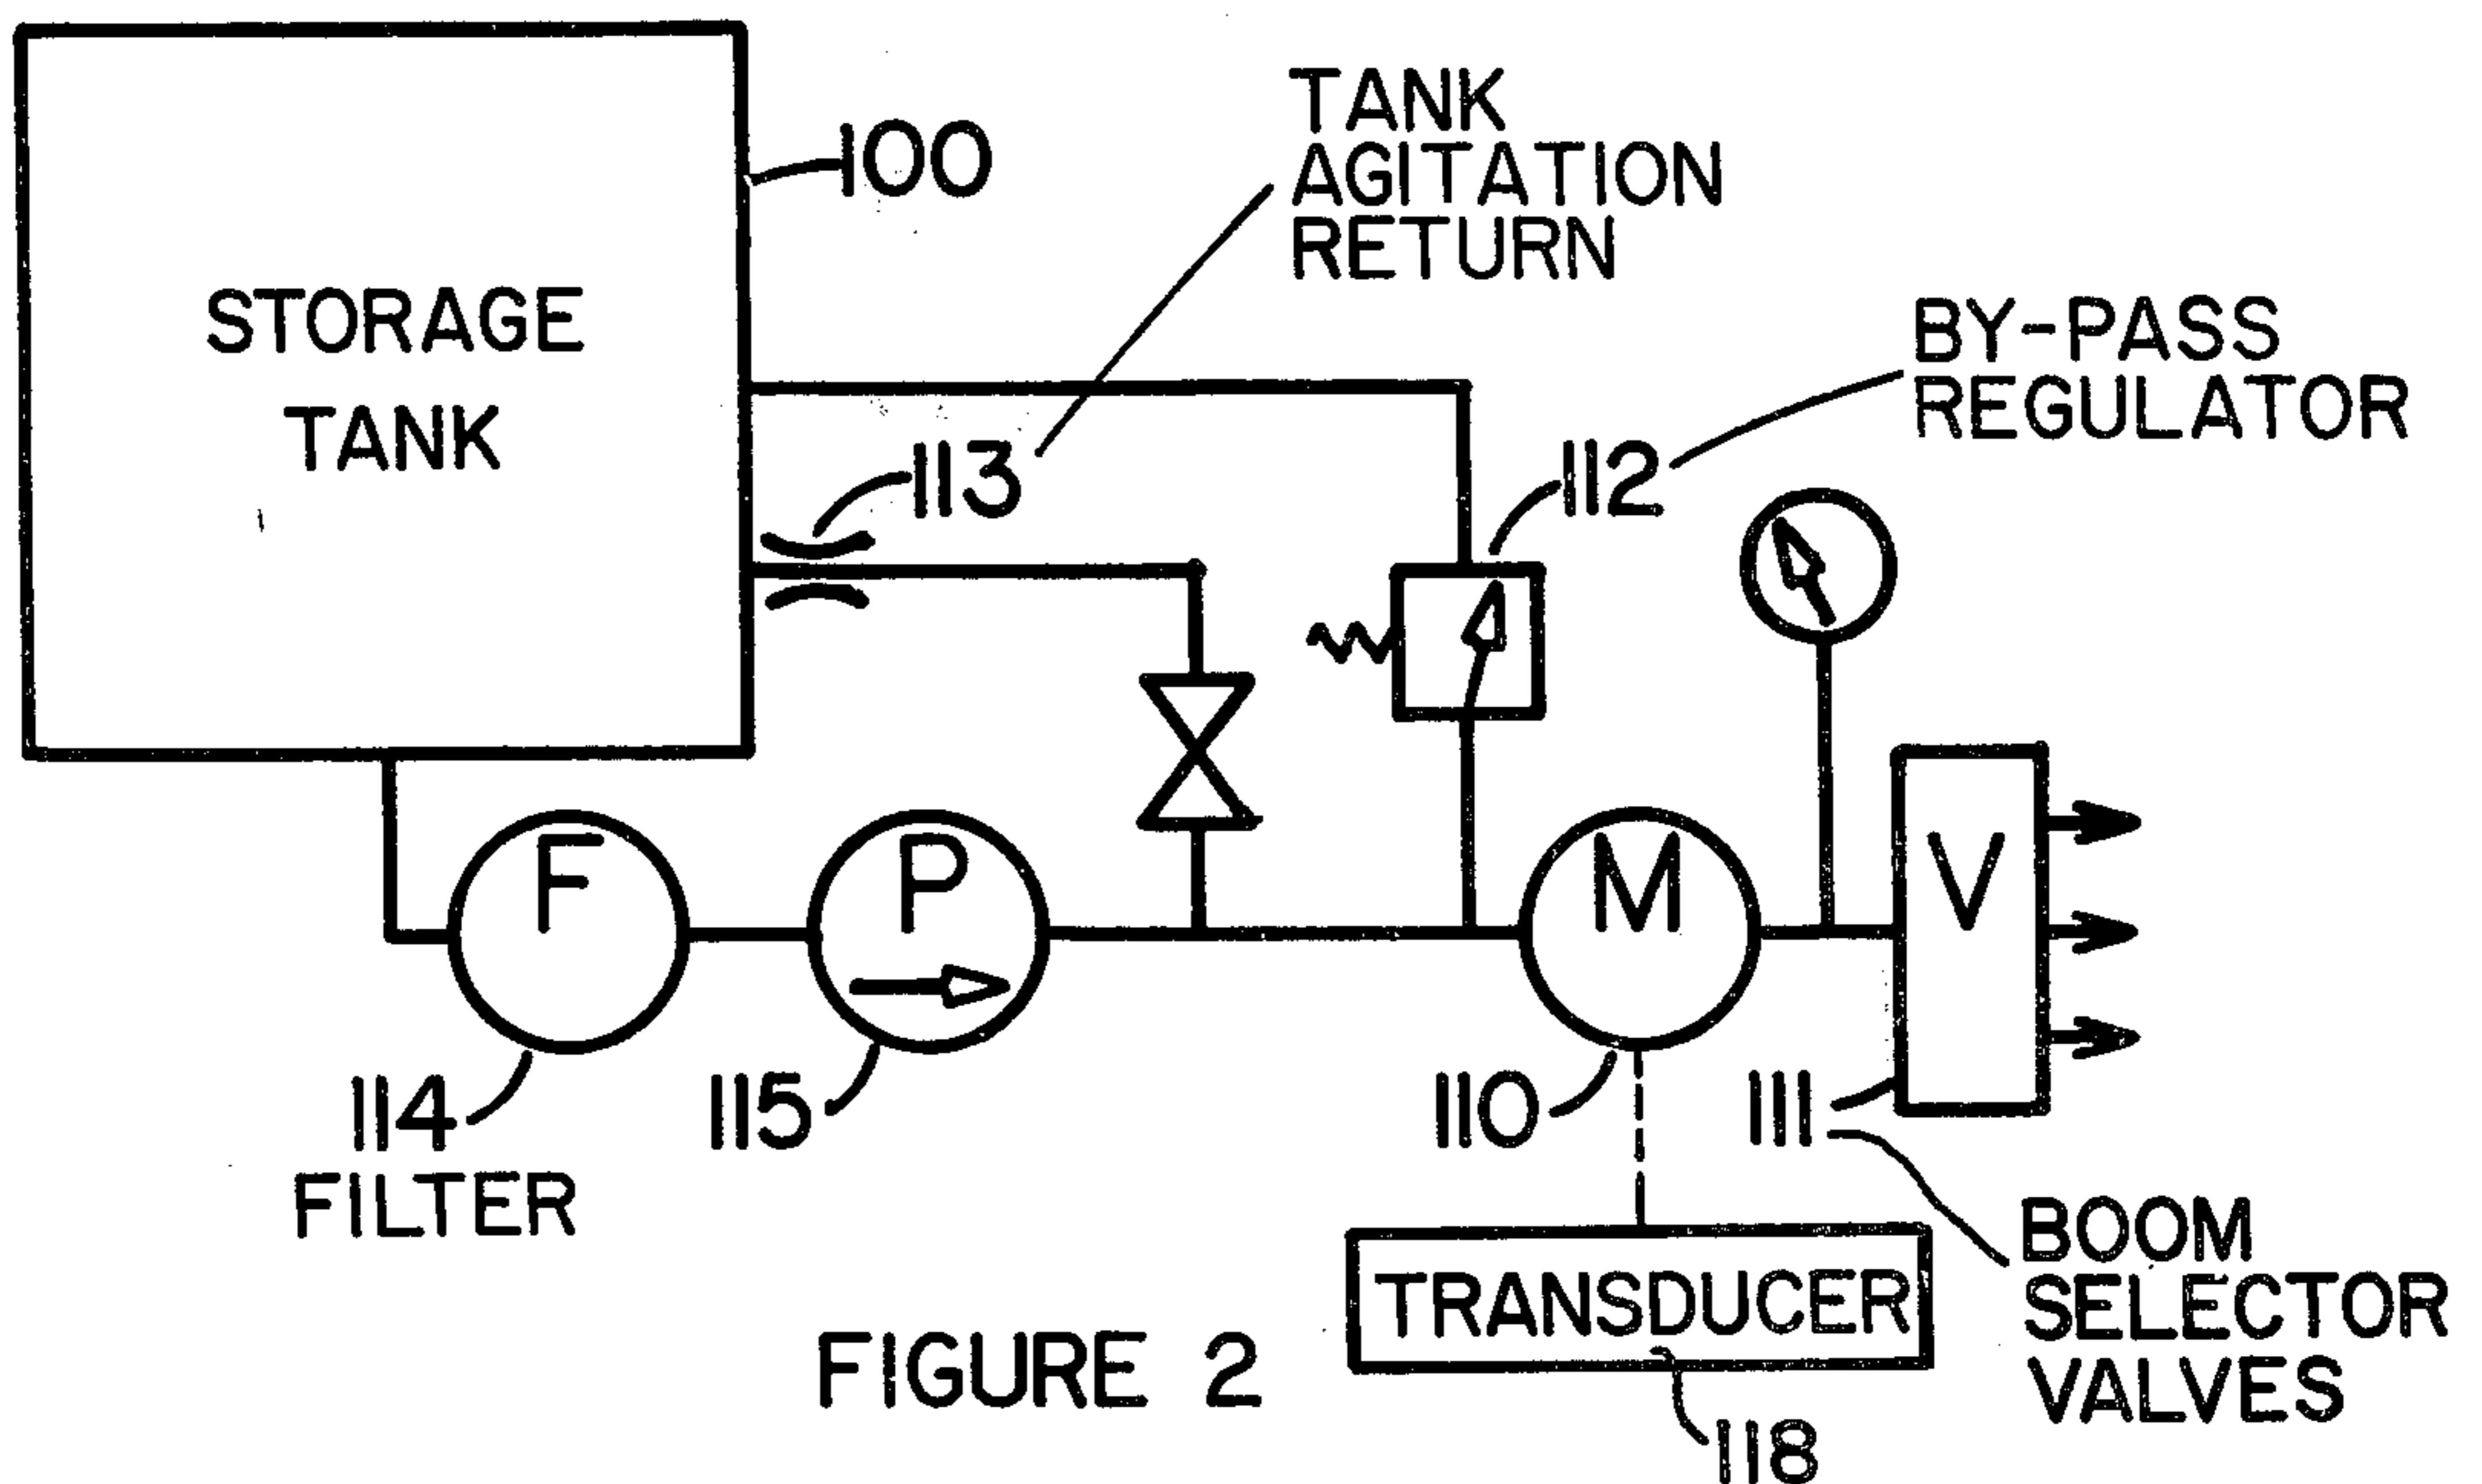 TANK
AGITATION
RETURN
100
STORAGE
TANK
BY-PASS
REGULATOR
113
112
F
P
M
V
114
FILTER
115
110
111
BOOM
SELECTOR
VALVES
TRANSDUCER
118
FIGURE 2